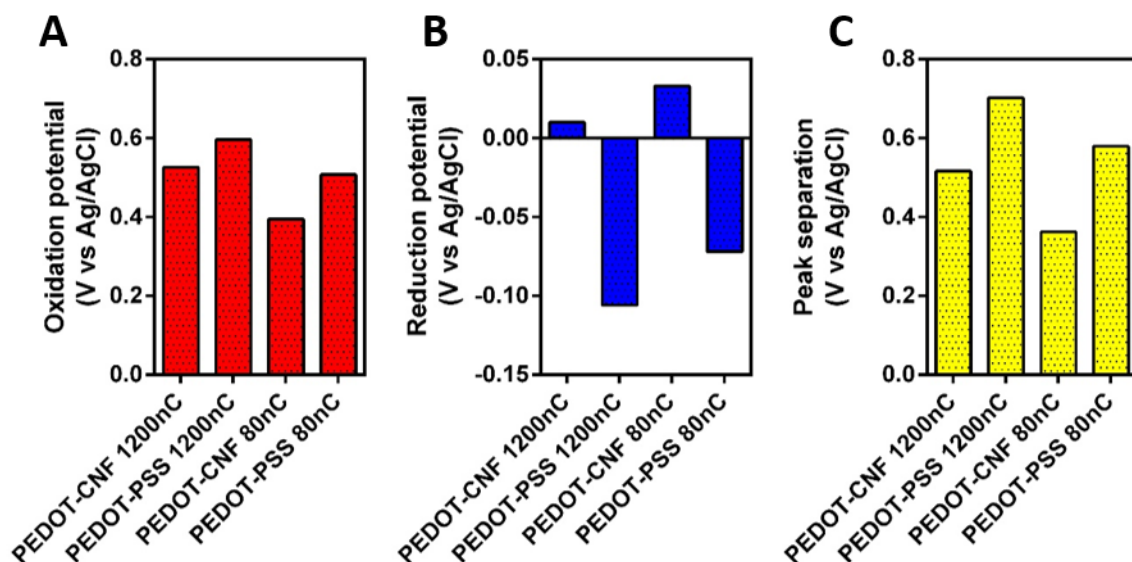 A
Oxidation potential
(V vs Ag/AgCl)
0.8
0.6
0.4
0.2
0.0
PEDOT-CNF 1200nC
PEDOT-PSS 1200nC
PEDOT-CNF 80nC
PEDOT-PSS 80nC
B
Reduction potential
(V vs Ag/AgCl)
0.05
0.00
-0.05
-0.10
-0.15
PEDOT-CNF 1200nC
PEDOT-PSS 1200nC
PEDOT-CNF 80nC
PEDOT-PSS 80nC
C
Peak separation
(V vs Ag/AgCl)
0.8
0.6
0.4
0.2
0.0
PEDOT-CNF 1200nC
PEDOT-PSS 1200nC
PEDOT-CNF 80nC
PEDOT-PSS 80nC